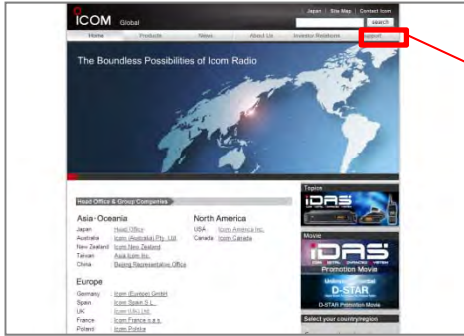 ICOM Global
Japan | Site Map | Contact Icom
search
Home Products News About Us Investor Relations Support
The Boundless Possibilities of Icom Radio
Head Office & Group Companies
Asia·Oceania
Japan Head Office
Australia Icom (Australia) Pty. Ltd.
New Zealand Icom New Zealand
Taiwan Asia Icom Inc.
China Beijing Representative Office
North America
USA Icom America Inc.
Canada Icom Canada
Europe
Germany Icom (Europe) GmbH
Spain Icom Spain S.L.
UK Icom (UK) Ltd.
France Icom France s.a.s.
Poland Icom Polska
Topics
IDAS
Movie
IDAS
Promotion Movie
D-STAR
D-STAR Promotion Movie
Select your country/region